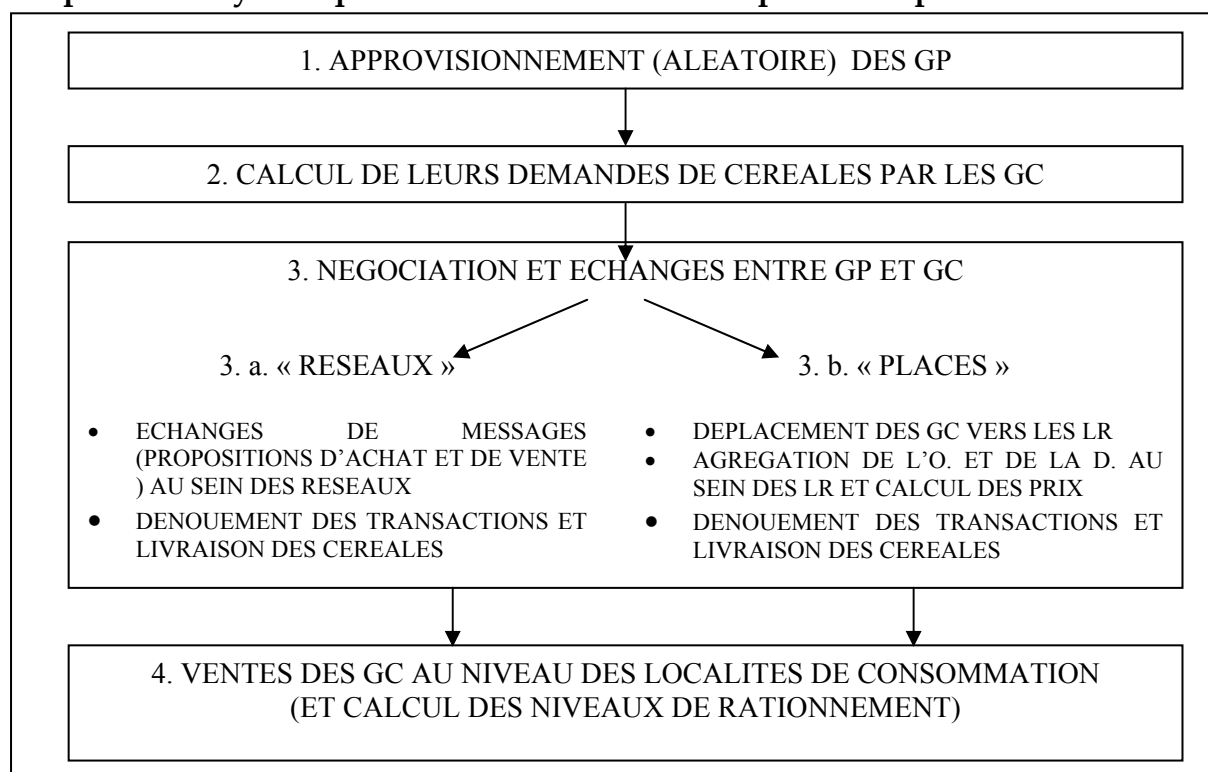 1. APPROVISIONNEMENT (ALEATOIRE) DES GP
2. CALCUL DE LEURS DEMANDES DE CEREALES PAR LES GC
3. NEGOCIATION ET ECHANGES ENTRE GP ET GC
3. a. « RESEAUX »
• ECHANGES DE MESSAGES
(PROPOSITIONS D'ACHAT ET DE VENTE
) AU SEIN DES RESEAUX
• DENOUEMENT DES TRANSACTIONS ET
LIVRAISON DES CEREALES
3. b. « PLACES »
• DEPLACEMENT DES GC VERS LES LR
• AGREGATION DE L'O. ET DE LA D. AU
SEIN DES LR ET CALCUL DES PRIX
• DENOUEMENT DES TRANSACTIONS ET
LIVRAISON DES CEREALES
4. VENTES DES GC AU NIVEAU DES LOCALITES DE CONSOMMATION
(ET CALCUL DES NIVEAUX DE RATIONNEMENT)